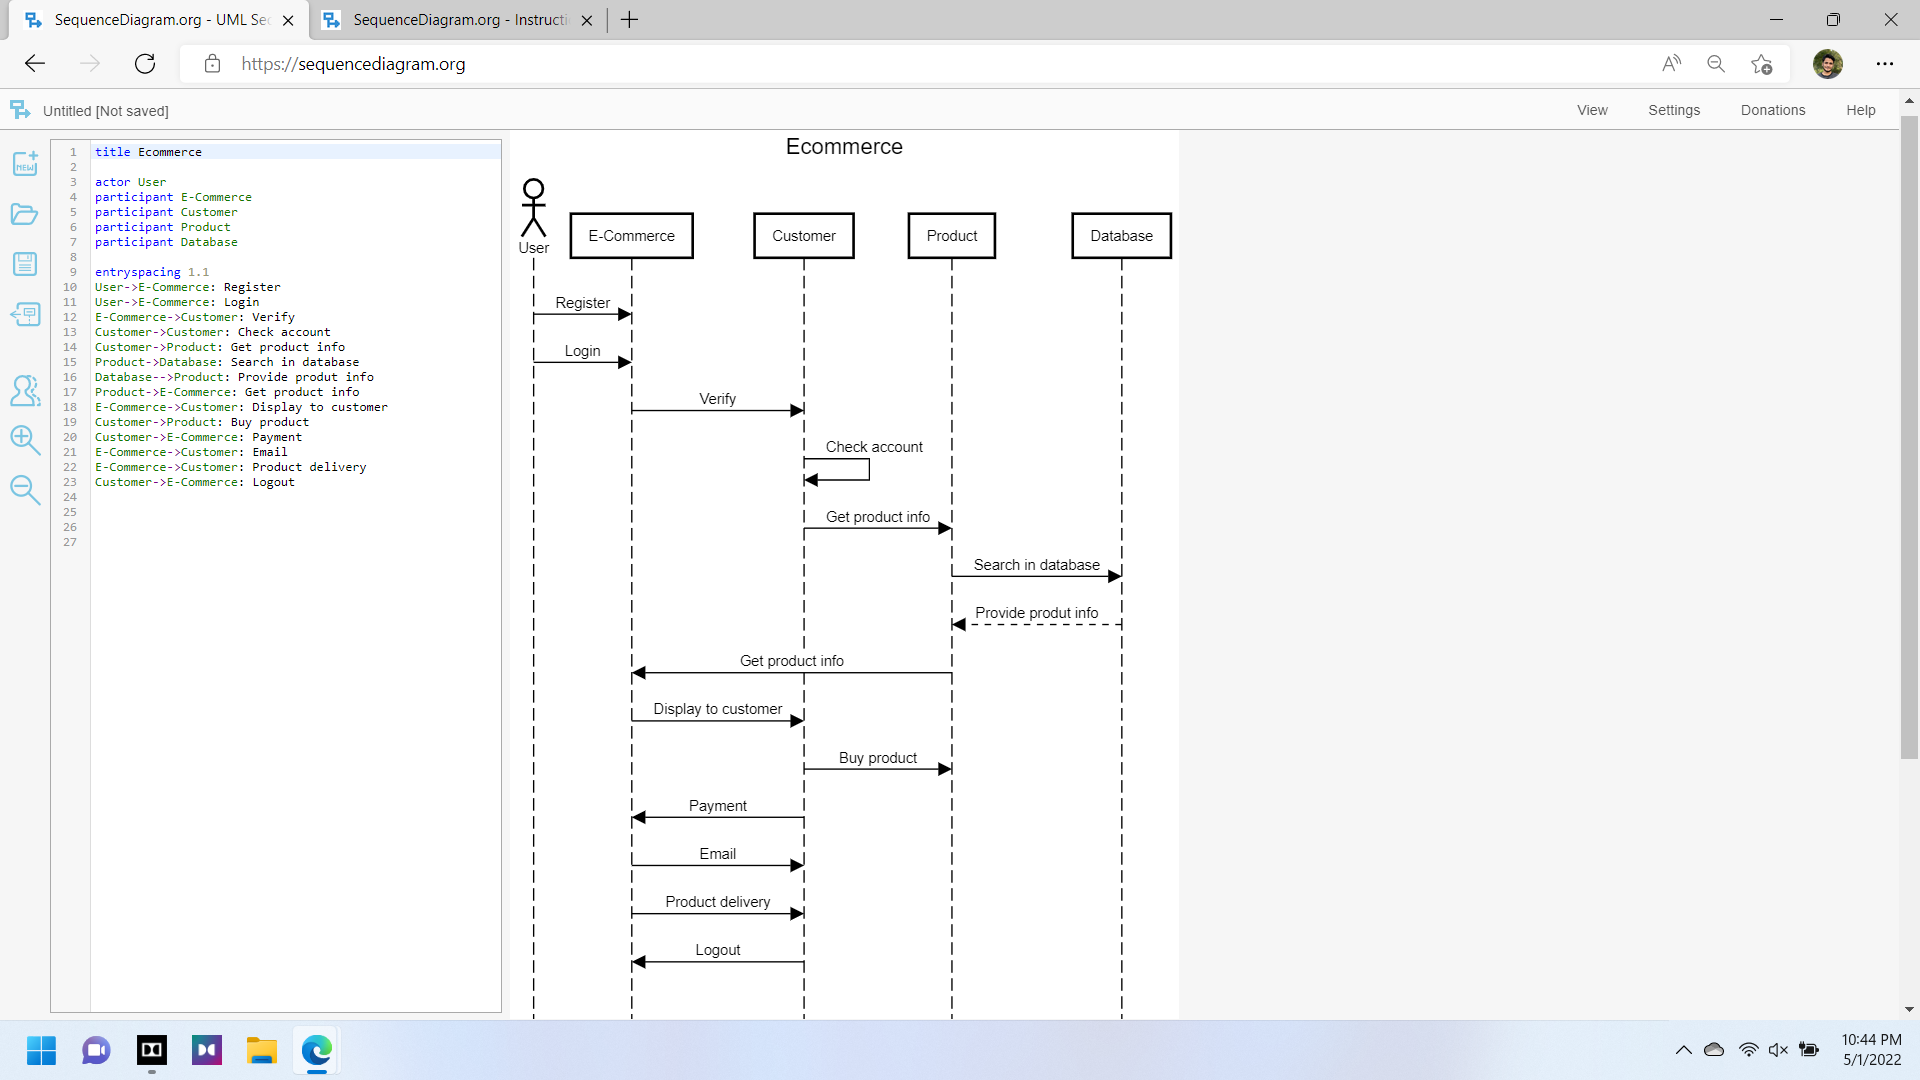 SequenceDiagram.org - UML Se
SequenceDiagram.org - Instructi
https://sequencediagram.org
Untitled [Not saved]
View
Settings
Donations
Help
NEW
1 title Ecommerce
2
3 actor User
4 participant E-Commerce
5 participant Customer
6 participant Product
7 participant Database
8
9 entryspacing 1.1
10 User->E-Commerce: Register
11 User->E-Commerce: Login
12 E-Commerce->Customer: Verify
13 Customer->Customer: Check account
14 Customer->Product: Get product info
15 Product->Database: Search in database
16 Database-->Product: Provide produt info
17 Product->E-Commerce: Get product info
18 E-Commerce->Customer: Display to customer
19 Customer->Product: Buy product
20 Customer->E-Commerce: Payment
21 E-Commerce->Customer: Email
22 E-Commerce->Customer: Product delivery
23 Customer->E-Commerce: Logout
24
25
26
27
Ecommerce
User
E-Commerce
Customer
Product
Database
Register
Login
Verify
Check account
Get product info
Search in database
Provide produt info
Get product info
Display to customer
Buy product
Payment
Email
Product delivery
Logout
10:44 PM
5/1/2022